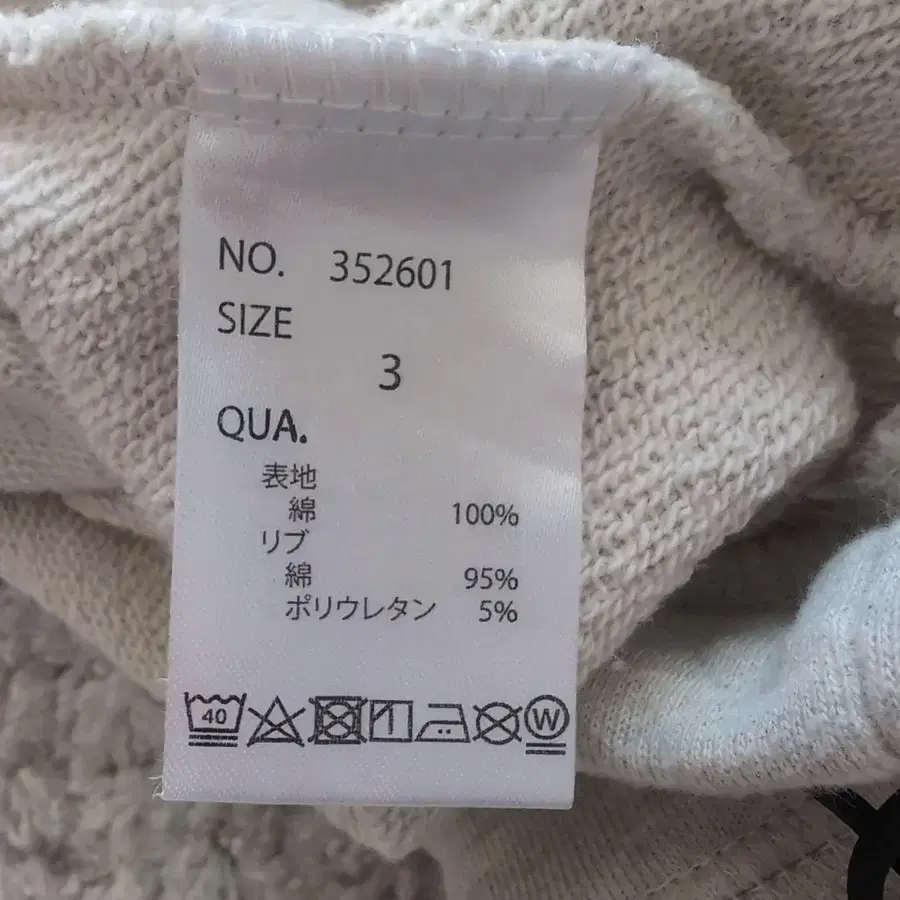 NO. 352601
SIZE
3
QUA.
表地
綿 100%
リブ
綿 95%
ポリウレタン 5%
40 W